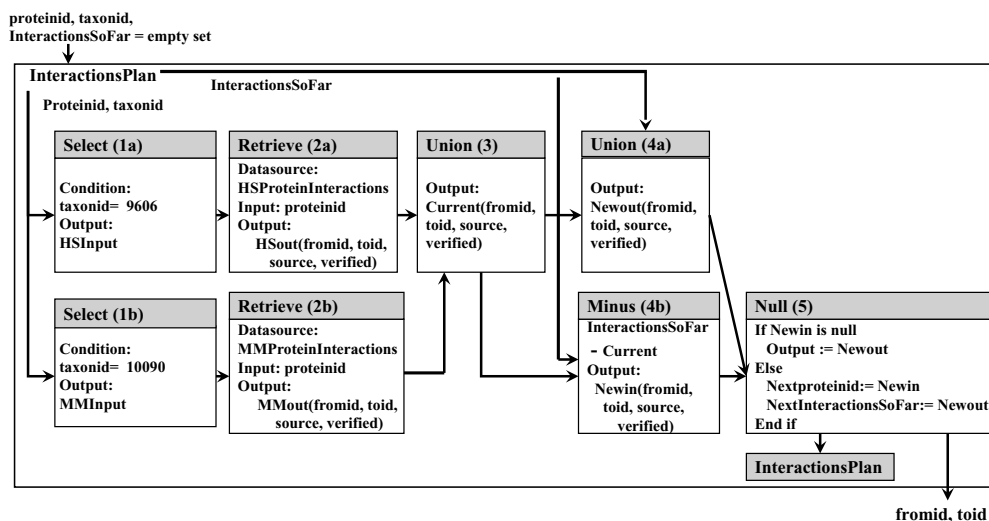 proteinid, taxonid,
InteractionsSoFar = empty set
InteractionsPlan
InteractionsSoFar
Proteinid, taxonid
Select (1a)
Condition:
taxonid= 9606
Output:
HSInput
Retrieve (2a)
Datasource:
HSProteinInteractions
Input: proteinid
Output:
HSout(fromid, toid,
source, verified)
Union (3)
Output:
Current(fromid,
toid, source,
verified)
Union (4a)
Output:
Newout(fromid,
toid, source,
verified)
Select (1b)
Condition:
taxonid= 10090
Output:
MMInput
Retrieve (2b)
Datasource:
MMProteinInteractions
Input: proteinid
Output:
MMout(fromid, toid,
source, verified)
Minus (4b)
InteractionsSoFar
- Current
Output:
Newin(fromid,
toid, source,
verified)
Null (5)
If Newin is null
Output := Newout
Else
Nextproteinid:= Newin
NextInteractionsSoFar:= Newout
End if
InteractionsPlan
fromid, toid